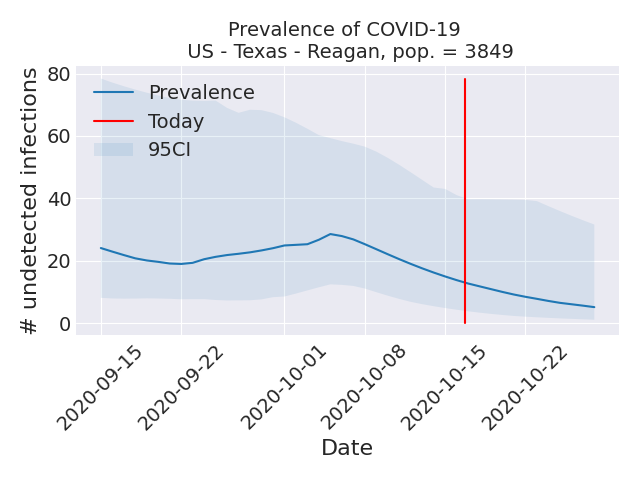 Prevalence of COVID-19
US - Texas - Reagan, pop. = 3849
# undetected infections
80
60
40
20
0
Prevalence
Today
95CI
2020-09-15
2020-09-22
2020-10-01
2020-10-08
2020-10-15
2020-10-22
Date